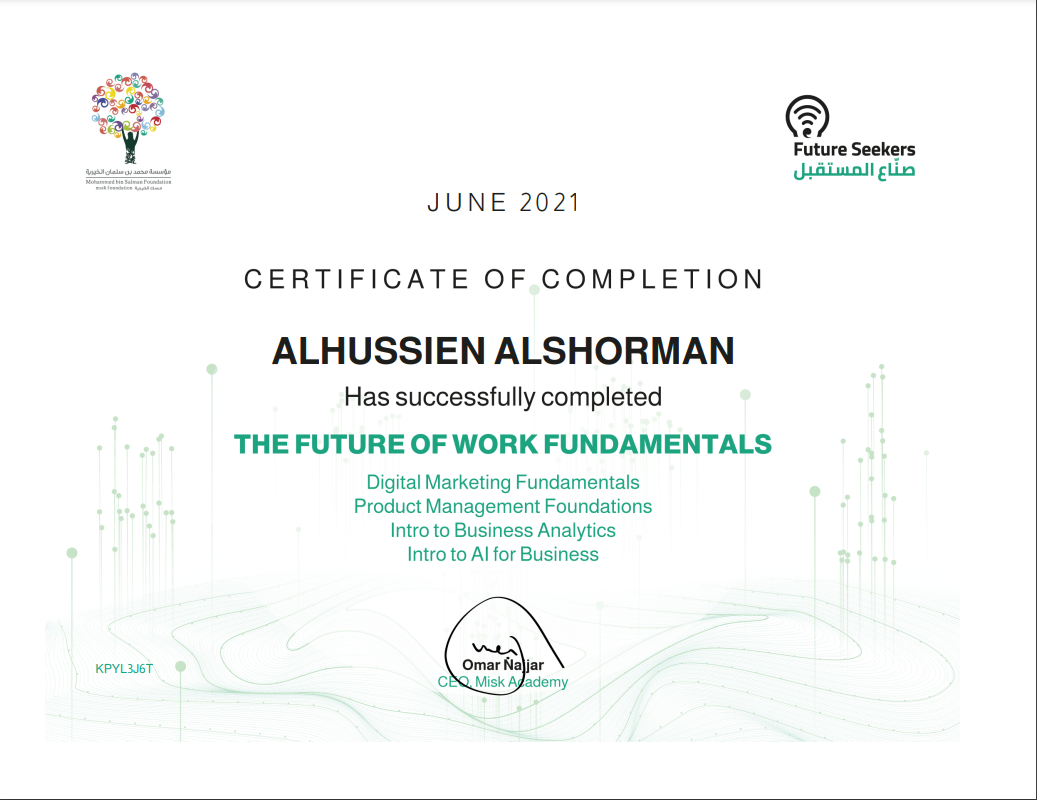 مؤسسة محمد بن سلمان الخيرية
Mohammed bin Salman Foundation
misk foundation مسك الخيرية
Future Seekers
صنّاع المستقبل
JUNE 2021
CERTIFICATE OF COMPLETION
ALHUSSIEN ALSHORMAN
Has successfully completed
THE FUTURE OF WORK FUNDAMENTALS
Digital Marketing Fundamentals
Product Management Foundations
Intro to Business Analytics
Intro to AI for Business
Omar Najjar
CEO, Misk Academy
KPYL3J6T